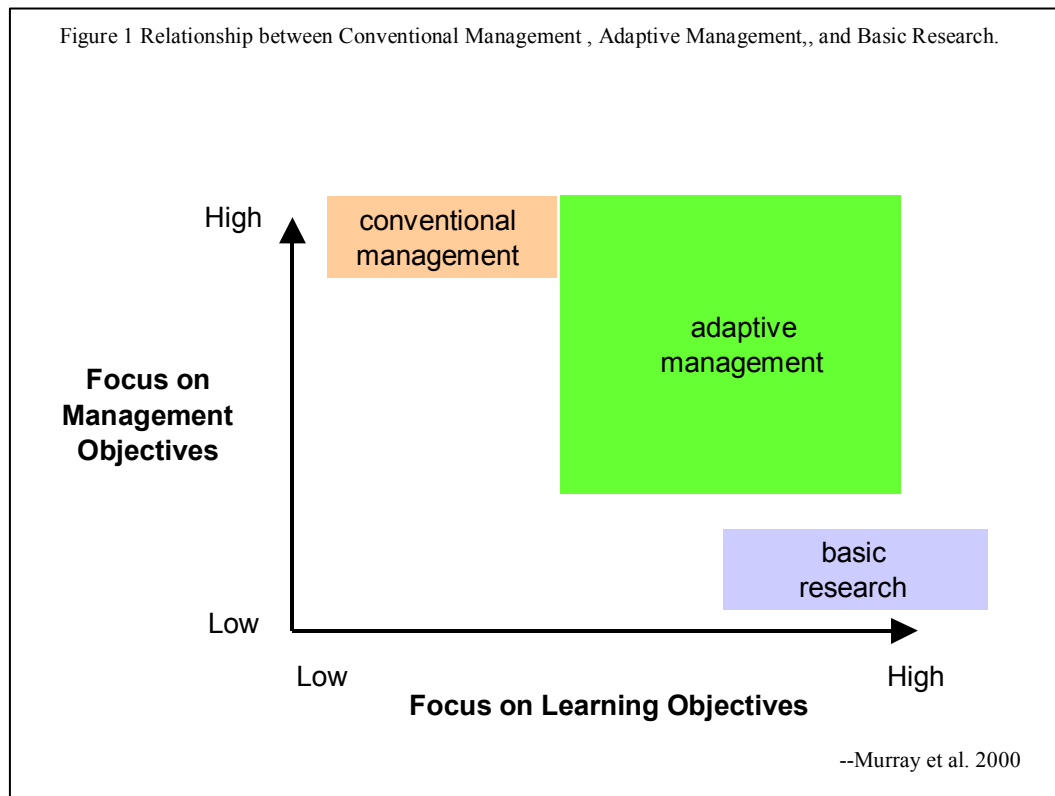 Figure 1 Relationship between Conventional Management , Adaptive Management,, and Basic Research.
High
conventional
management
adaptive
management
Focus on
Management
Objectives
basic
research
Low
Low
High
Focus on Learning Objectives
--Murray et al. 2000